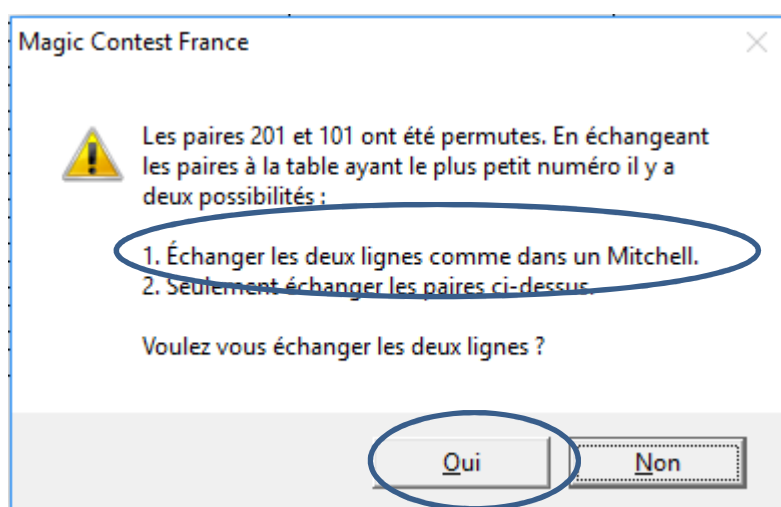 Magic Contest France
Les paires 201 et 101 ont été permutes. En échangeant
les paires à la table ayant le plus petit numéro il y a
deux possibilités :
1. Échanger les deux lignes comme dans un Mitchell.
2. Seulement échanger les paires ci-dessus.
Voulez vous échanger les deux lignes ?
Oui
Non